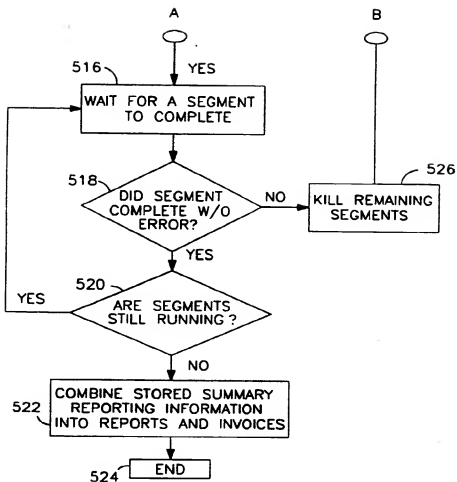 A
B
YES
516
WAIT FOR A SEGMENT
TO COMPLETE
518
DID SEGMENT
COMPLETE W/O
ERROR?
NO
526
KILL REMAINING
SEGMENTS
YES
520
YES
ARE SEGMENTS
STILL RUNNING?
NO
COMBINE STORED SUMMARY
REPORTING INFORMATION
INTO REPORTS AND INVOICES
522
END
524